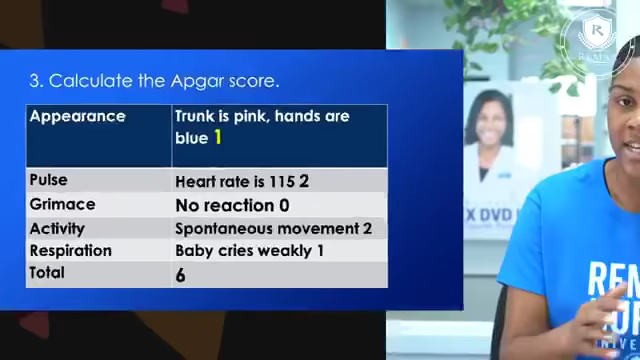 3. Calculate the Apgar score.
Appearance
Trunk is pink, hands are
blue 1
Pulse
Heart rate is 115 2
Grimace
No reaction 0
Activity
Spontaneous movement 2
Respiration
Baby cries weakly 1
Total
6
R
X DVD